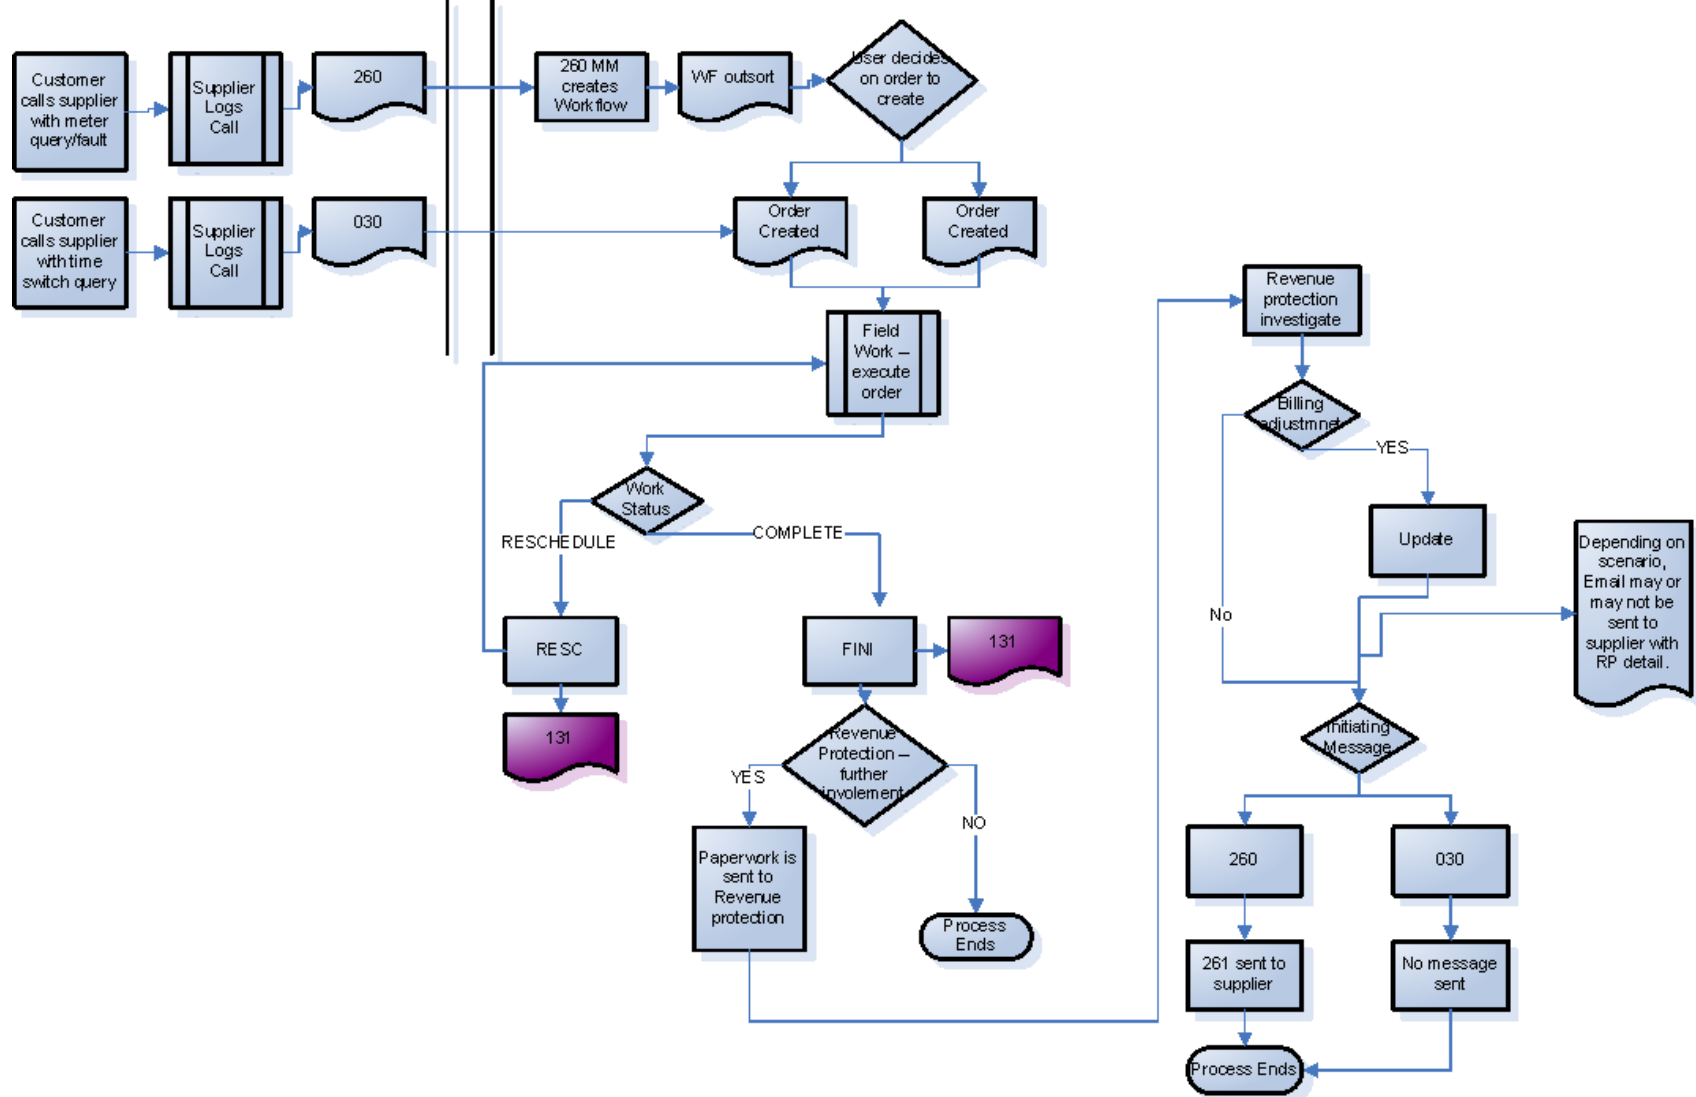 Customer
calls supplier
with meter
query/fault
Supplier
Logs
Call
260
260 MM
creates
Workflow
WF outsort
User decides
on order to
create
Customer
calls supplier
with time
switch query
Supplier
Logs
Call
030
Order
Created
Order
Created
Field
Work –
execute
order
Work
Status
RESCHEDULE
COMPLETE
RESC
131
FINI
131
Revenue
Protection –
further
involement
YES
NO
Paperwork is
sent to
Revenue
protection
Process
Ends
Revenue
protection
investigate
Billing
adjustmnet
YES
No
Update
Depending on
scenario,
Email may or
may not be
sent to
supplier with
RP detail.
Initiating
Message
260
030
261 sent to
supplier
No message
sent
Process Ends